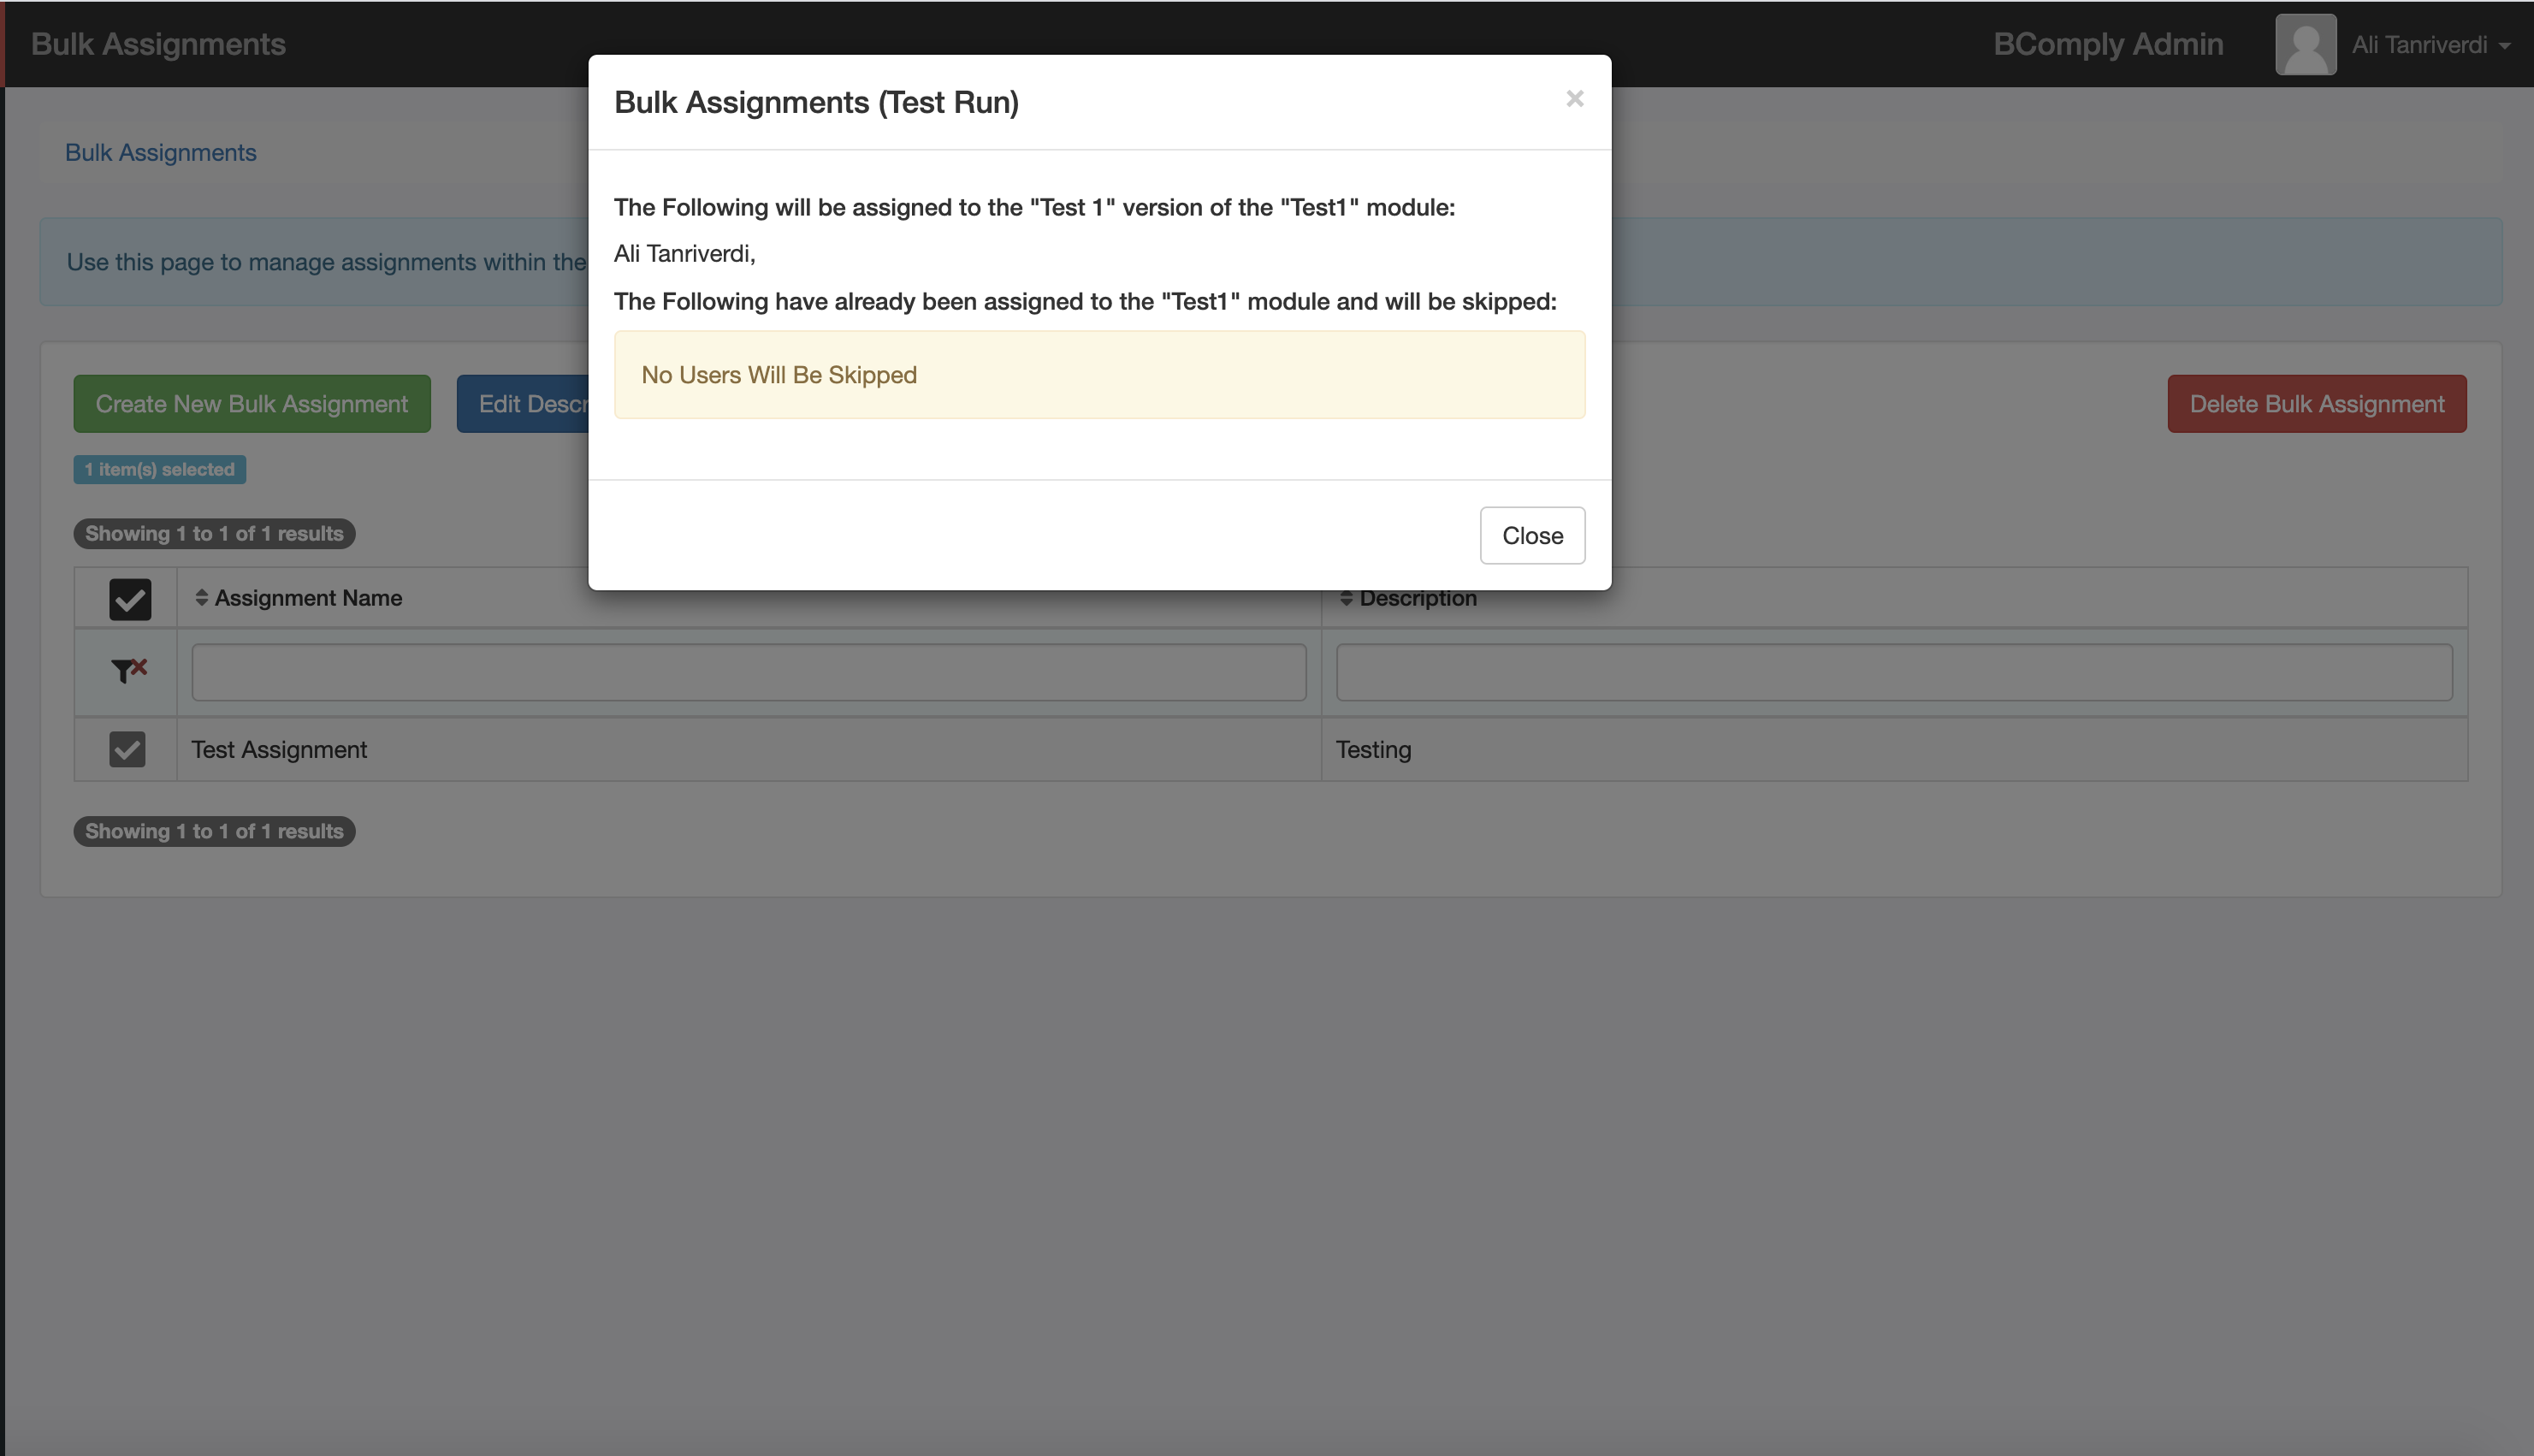 Bulk Assignments
BComply Admin
Ali Tanriverdi
Bulk Assignments (Test Run)
×
Bulk Assignments
The Following will be assigned to the "Test 1" version of the "Test1" module:
Ali Tanriverdi,
Use this page to manage assignments within the
The Following have already been assigned to the "Test1" module and will be skipped:
No Users Will Be Skipped
Create New Bulk Assignment
Edit Descr
Delete Bulk Assignment
1 item(s) selected
Close
Showing 1 to 1 of 1 results
Assignment Name
Description
Test Assignment
Testing
Showing 1 to 1 of 1 results